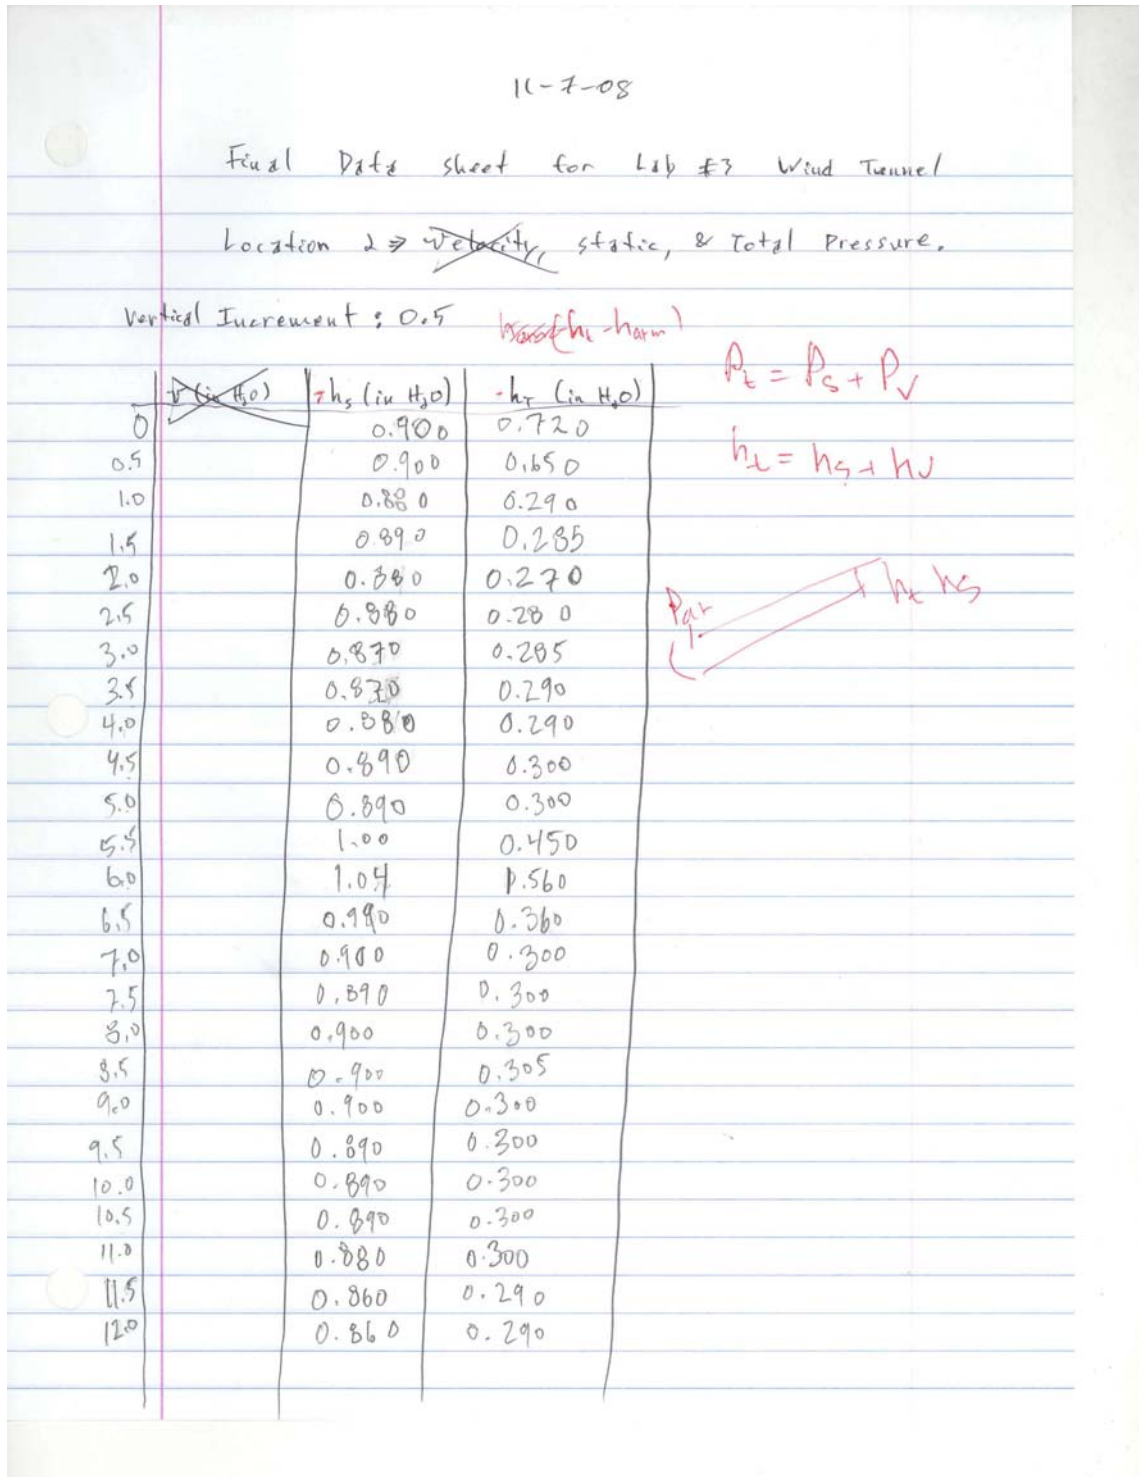 11-7-08
Final Data sheet for Lab #3 Wind Tunnel
Location 2 ⇒ Velocity, static, & Total Pressure.
Vertical Increment : 0.5
(ht - hatm)
Pt = Ps + Pv
ht = hs + hv
v (in H2O) -hs (in H2O) -hT (in H2O)
0 0.900 0.720
0.5 0.900 0.650
1.0 0.880 0.290
1.5 0.890 0.285
2.0 0.880 0.270
2.5 0.880 0.280
3.0 0.870 0.285
3.5 0.870 0.290
4.0 0.880 0.290
4.5 0.890 0.300
5.0 0.890 0.300
5.5 1.00 0.450
6.0 1.04 0.560
6.5 0.990 0.360
7.0 0.900 0.300
7.5 0.890 0.300
8.0 0.900 0.300
8.5 0.900 0.305
9.0 0.900 0.300
9.5 0.890 0.300
10.0 0.890 0.300
10.5 0.890 0.300
11.0 0.880 0.300
11.5 0.860 0.290
12.0 0.860 0.290
ht hs